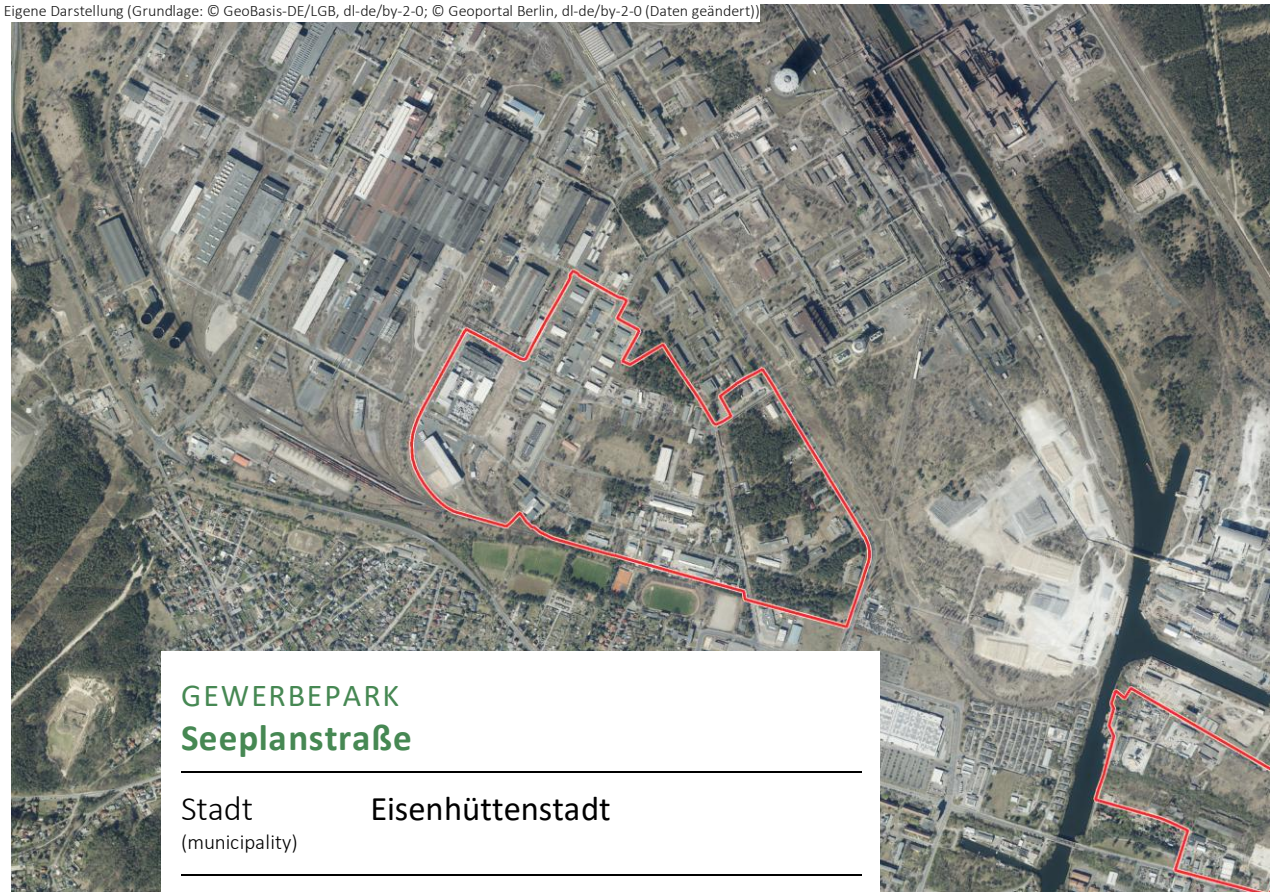 Eigene Darstellung (Grundlage: © GeoBasis-DE/LGB, dl-de/by-2-0; © Geoportal Berlin, dl-de/by-2-0 (Daten geändert))
GEWERBEPARK
Seeplanstraße
Stadt Eisenhüttenstadt
(municipality)